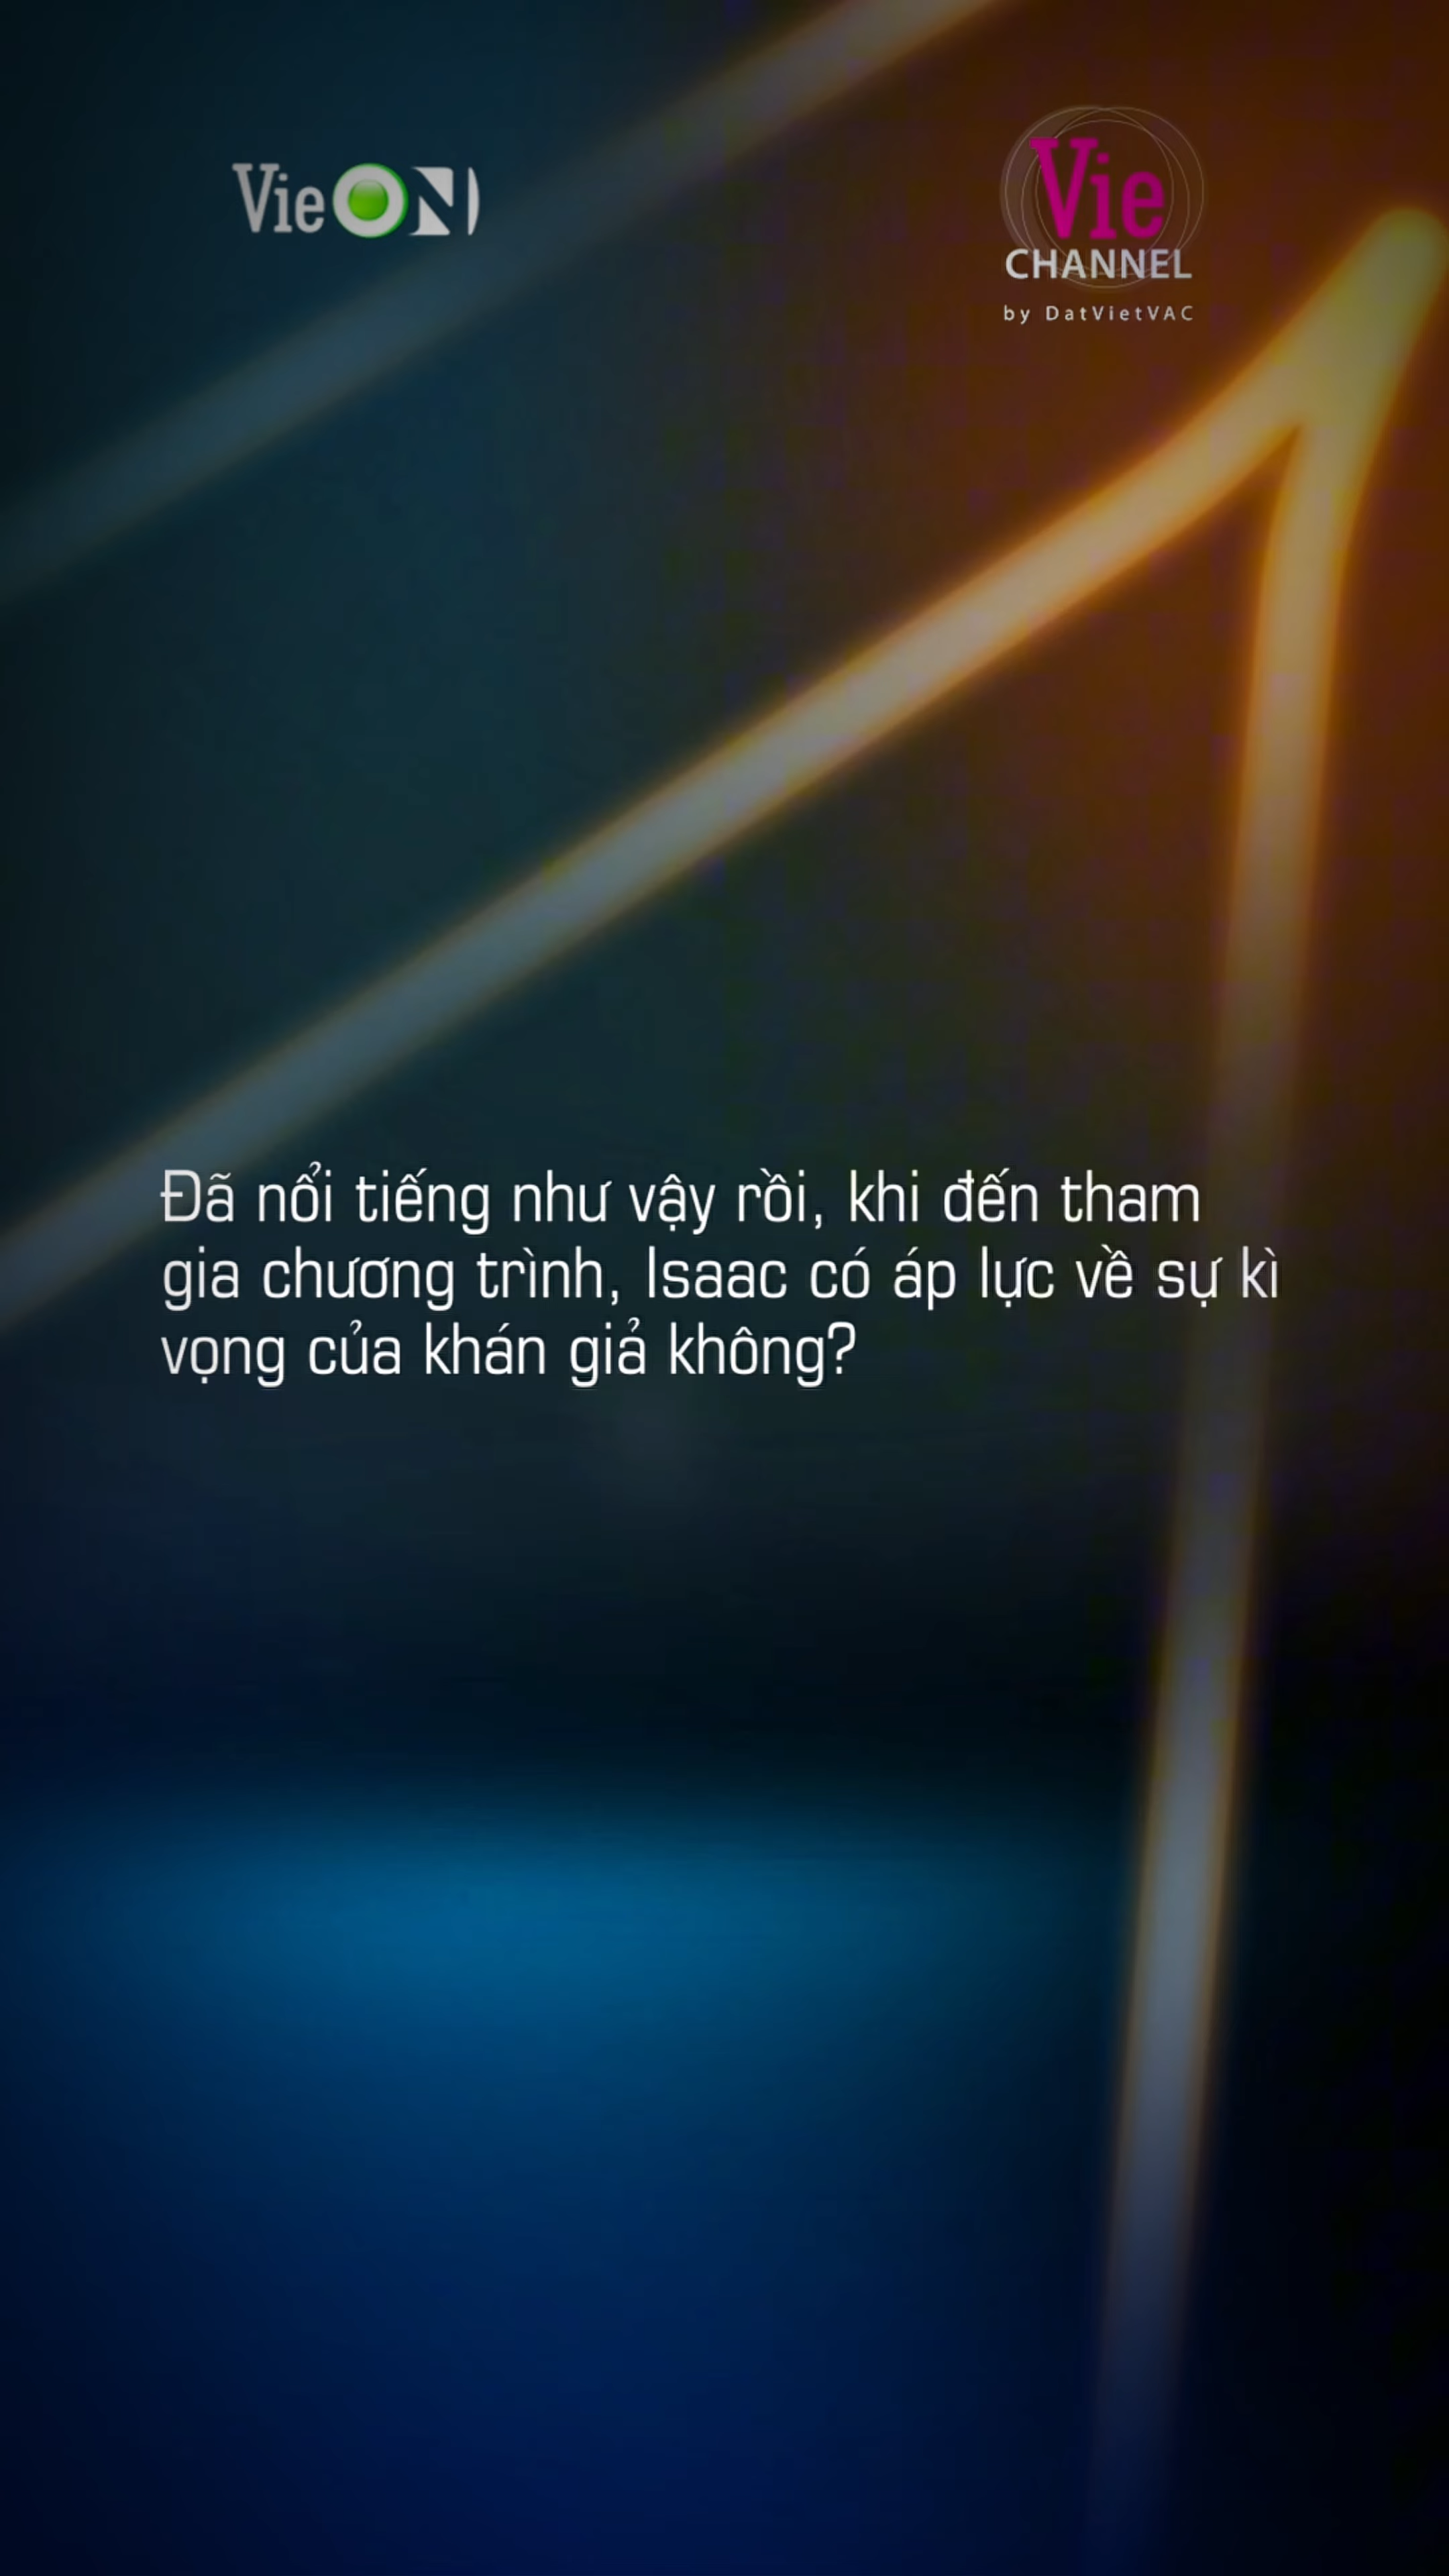 VieON
Vie
CHANNEL
by DatVietVAC
Đã nổi tiếng như vậy rồi, khi đến tham
gia chương trình, Isaac có áp lực về sự kì
vọng của khán giả không?